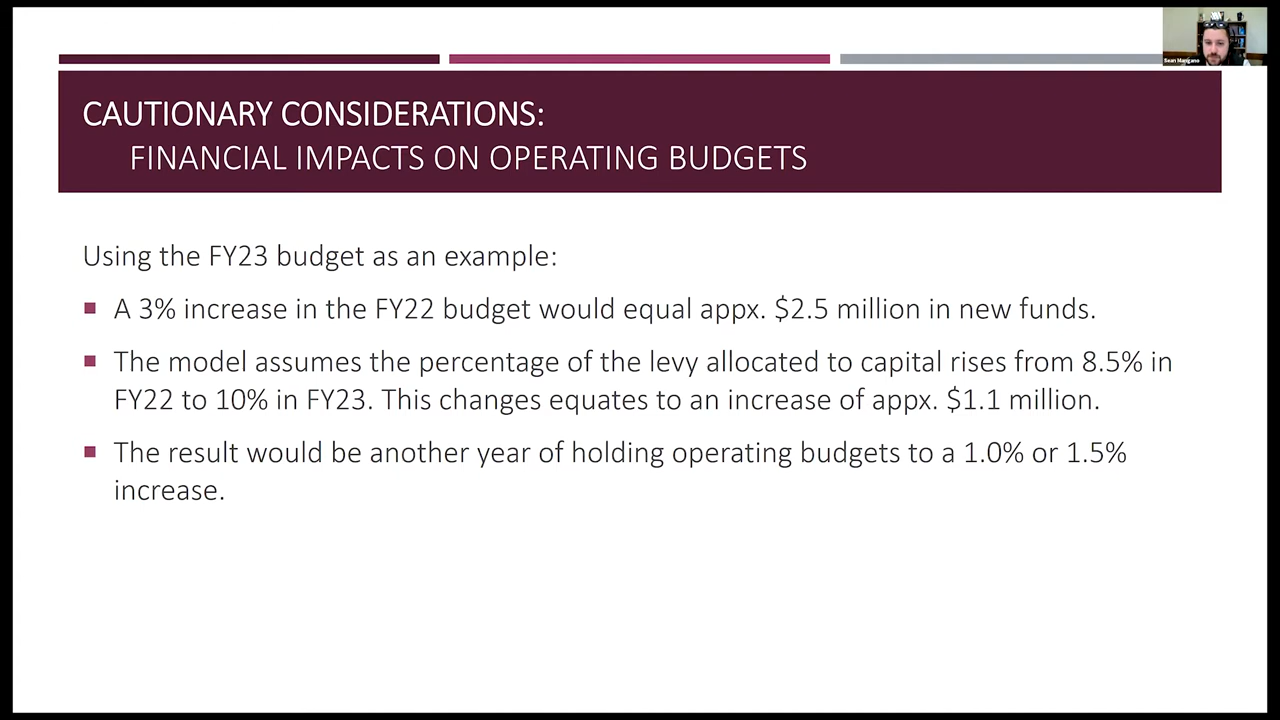 Sean Mangano
CAUTIONARY CONSIDERATIONS:
FINANCIAL IMPACTS ON OPERATING BUDGETS
Using the FY23 budget as an example:
A 3% increase in the FY22 budget would equal appx. $2.5 million in new funds.
The model assumes the percentage of the levy allocated to capital rises from 8.5% in
FY22 to 10% in FY23. This changes equates to an increase of appx. $1.1 million.
The result would be another year of holding operating budgets to a 1.0% or 1.5%
increase.